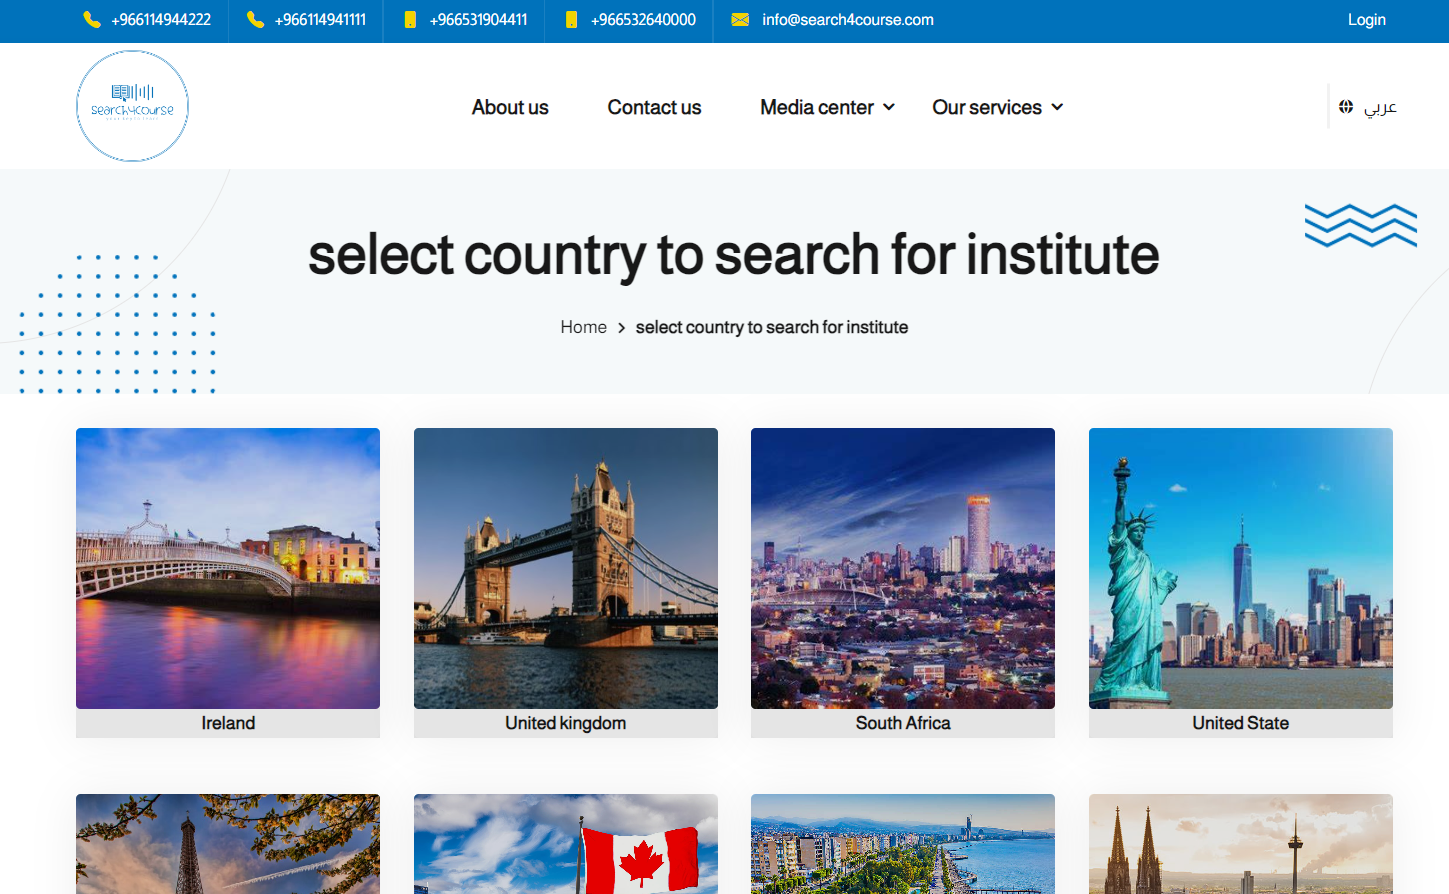 +966114944222
+966114941111
+966531904411
+966532640000
info@search4course.com
Login
search4course
About us
Contact us
Media center
Our services
عربي
select country to search for institute
Home
select country to search for institute
Ireland
United kingdom
South Africa
United State